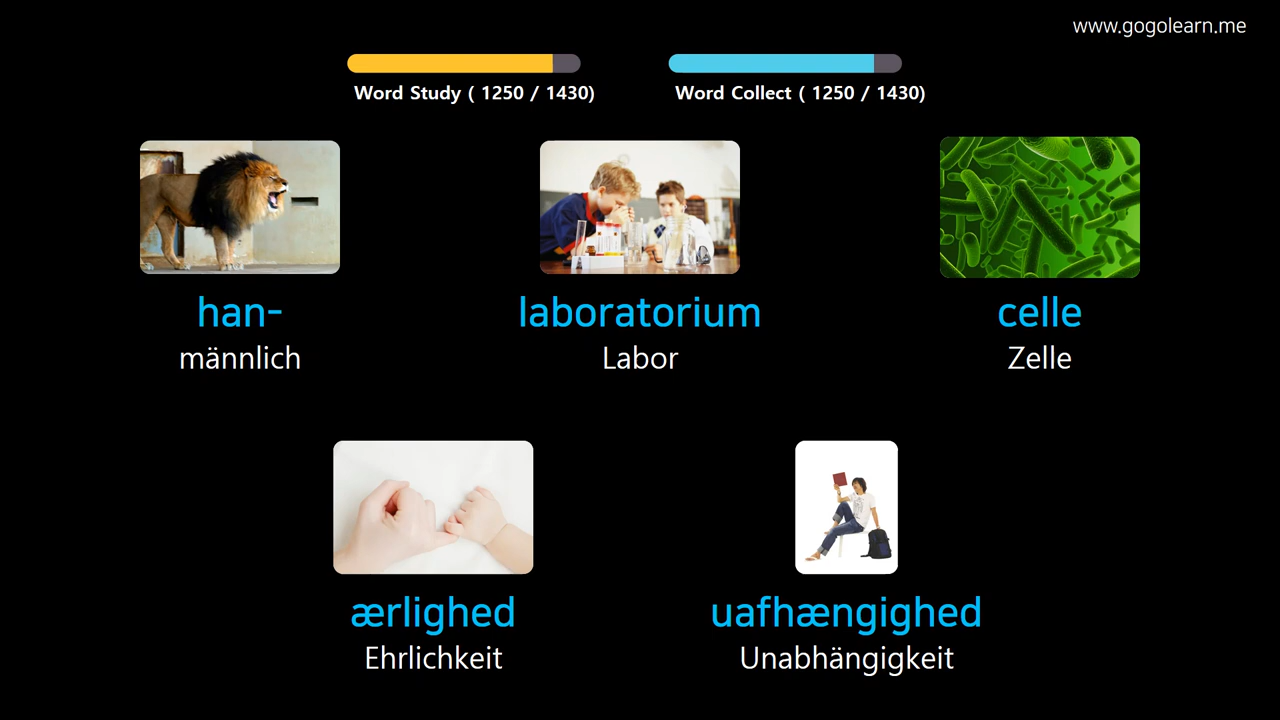 www.gogolearn.me
Word Study ( 1250 / 1430)
Word Collect ( 1250 / 1430)
han-
laboratorium
celle
männlich
Labor
Zelle
ærlighed
uafhængighed
Ehrlichkeit
Unabhängigkeit